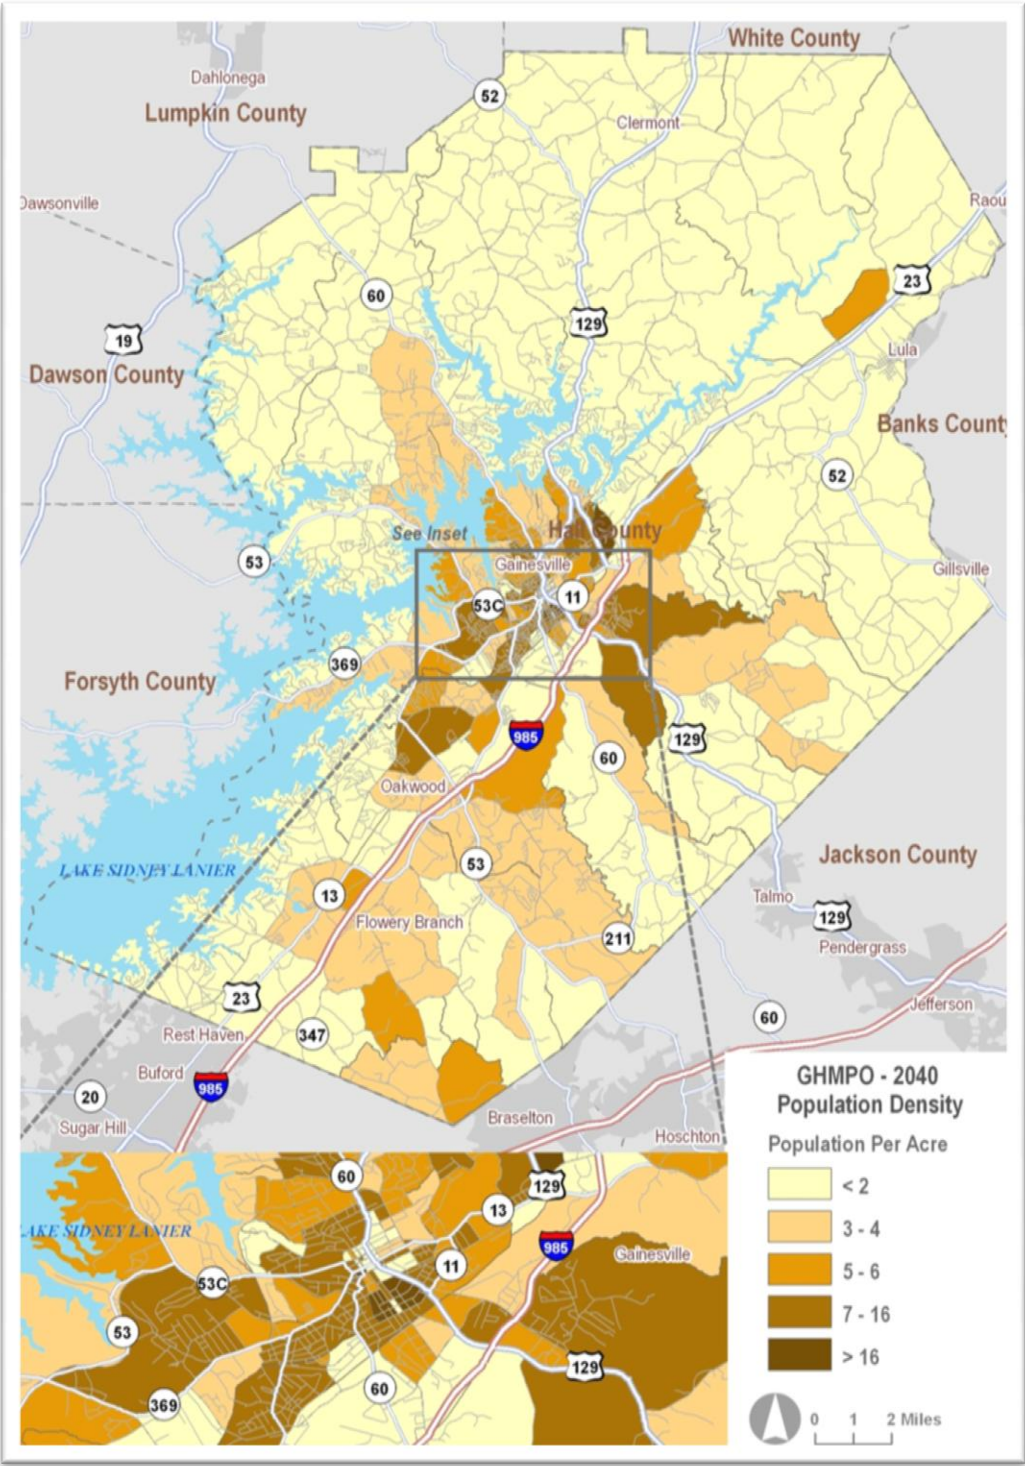 White County
Dahlonega
Lumpkin County
52
Clermont
Dawsonville
Raou
23
60
129
19
Lula
Dawson County
Banks County
52
See Inset
Hall County
53
Gainesville
Gillsville
53C
11
369
Forsyth County
985
129
60
Oakwood
LAKE SIDNEY LANIER
53
Jackson County
13
Talmo
Flowery Branch
129
211
Pendergrass
23
Jefferson
60
Rest Haven
347
Buford
985
20
Braselton
Sugar Hill
Hoschton
GHMPO - 2040
Population Density
Population Per Acre
< 2
3 - 4
5 - 6
7 - 16
> 16
0 1 2 Miles
60
129
13
LAKE SIDNEY LANIER
985
Gainesville
11
53C
53
129
60
369